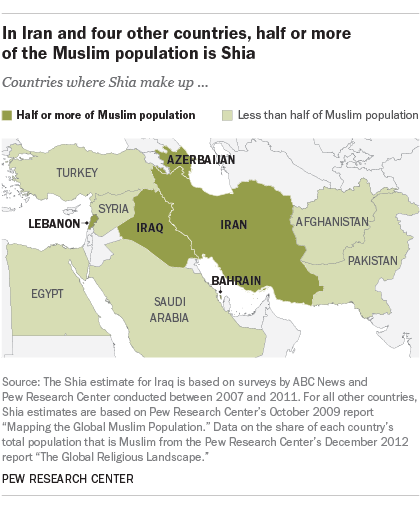 In Iran and four other countries, half or more
of the Muslim population is Shia
Countries where Shia make up ...
Half or more of Muslim population
Less than half of Muslim population
AZERBAIJAN
TURKEY
SYRIA
LEBANON
IRAQ
IRAN
AFGHANISTAN
PAKISTAN
BAHRAIN
EGYPT
SAUDI
ARABIA
Source: The Shia estimate for Iraq is based on surveys by ABC News and
Pew Research Center conducted between 2007 and 2011. For all other countries,
Shia estimates are based on Pew Research Center's October 2009 report
“Mapping the Global Muslim Population.” Data on the share of each country's
total population that is Muslim from the Pew Research Center's December 2012
report “The Global Religious Landscape.”
PEW RESEARCH CENTER